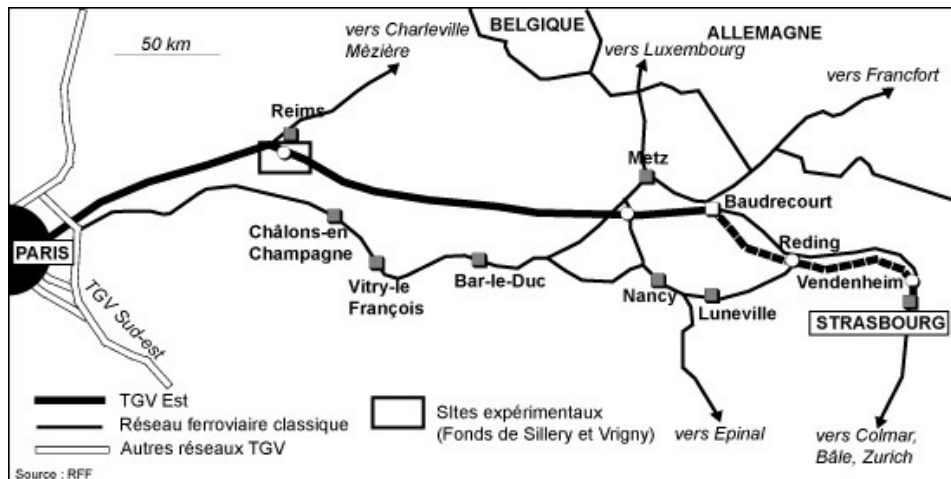 BELGIQUE
ALLEMAGNE
vers Charleville
Mèzière
vers Luxembourg
50 km
vers Francfort
Reims
Metz
Baudrecourt
PARIS
Châlons-en
Champagne
Reding
Vitry-le
François
Bar-le-Duc
Nancy
Luneville
Vendenheim
STRASBOURG
TGV Sud-est
TGV Est
Réseau ferroviaire classique
Autres réseaux TGV
SItes expérimentaux
(Fonds de Sillery et Vrigny)
vers Epinal
vers Colmar,
Bâle, Zurich
Source : RFF